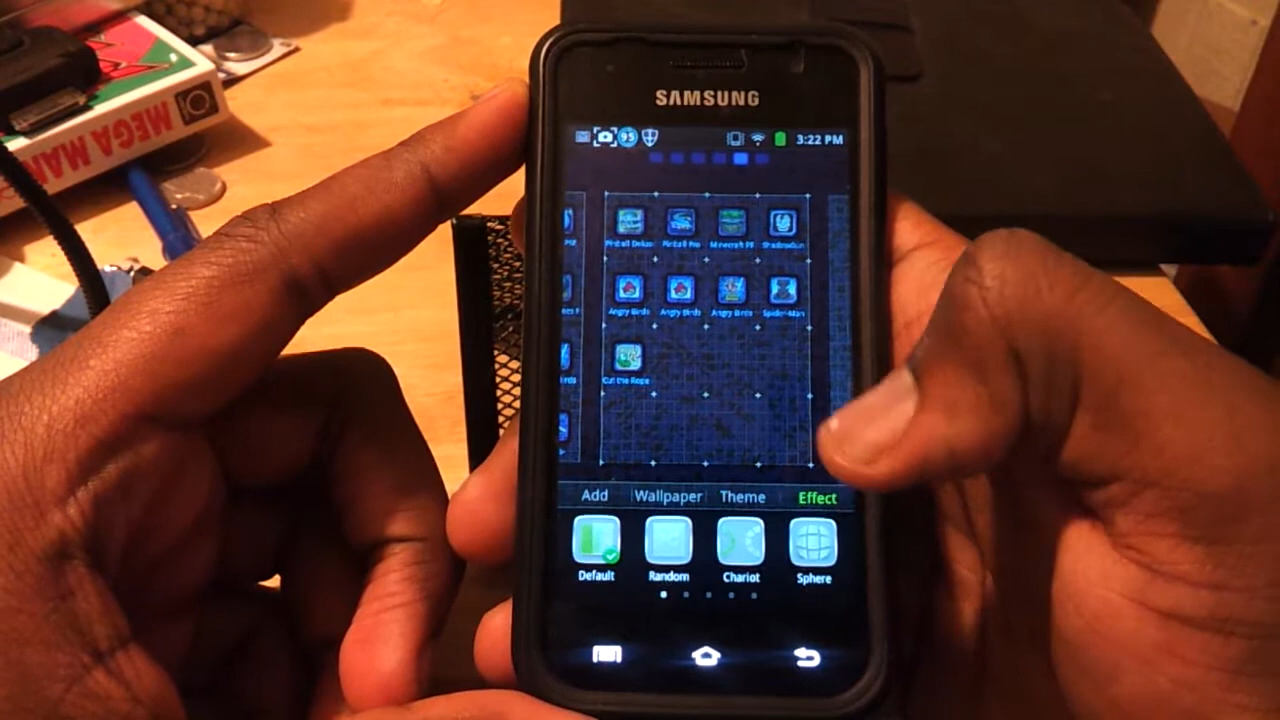 MEGA MAN
SAMSUNG
95
3:22 PM
Pinball Deluxe
Pinball Pro
Minecraft PE
Shadowgun
Angry Birds
Angry Birds
Angry Birds
Spider-Man
Cut the Rope
Add
Wallpaper
Theme
Effect
Default
Random
Chariot
Sphere